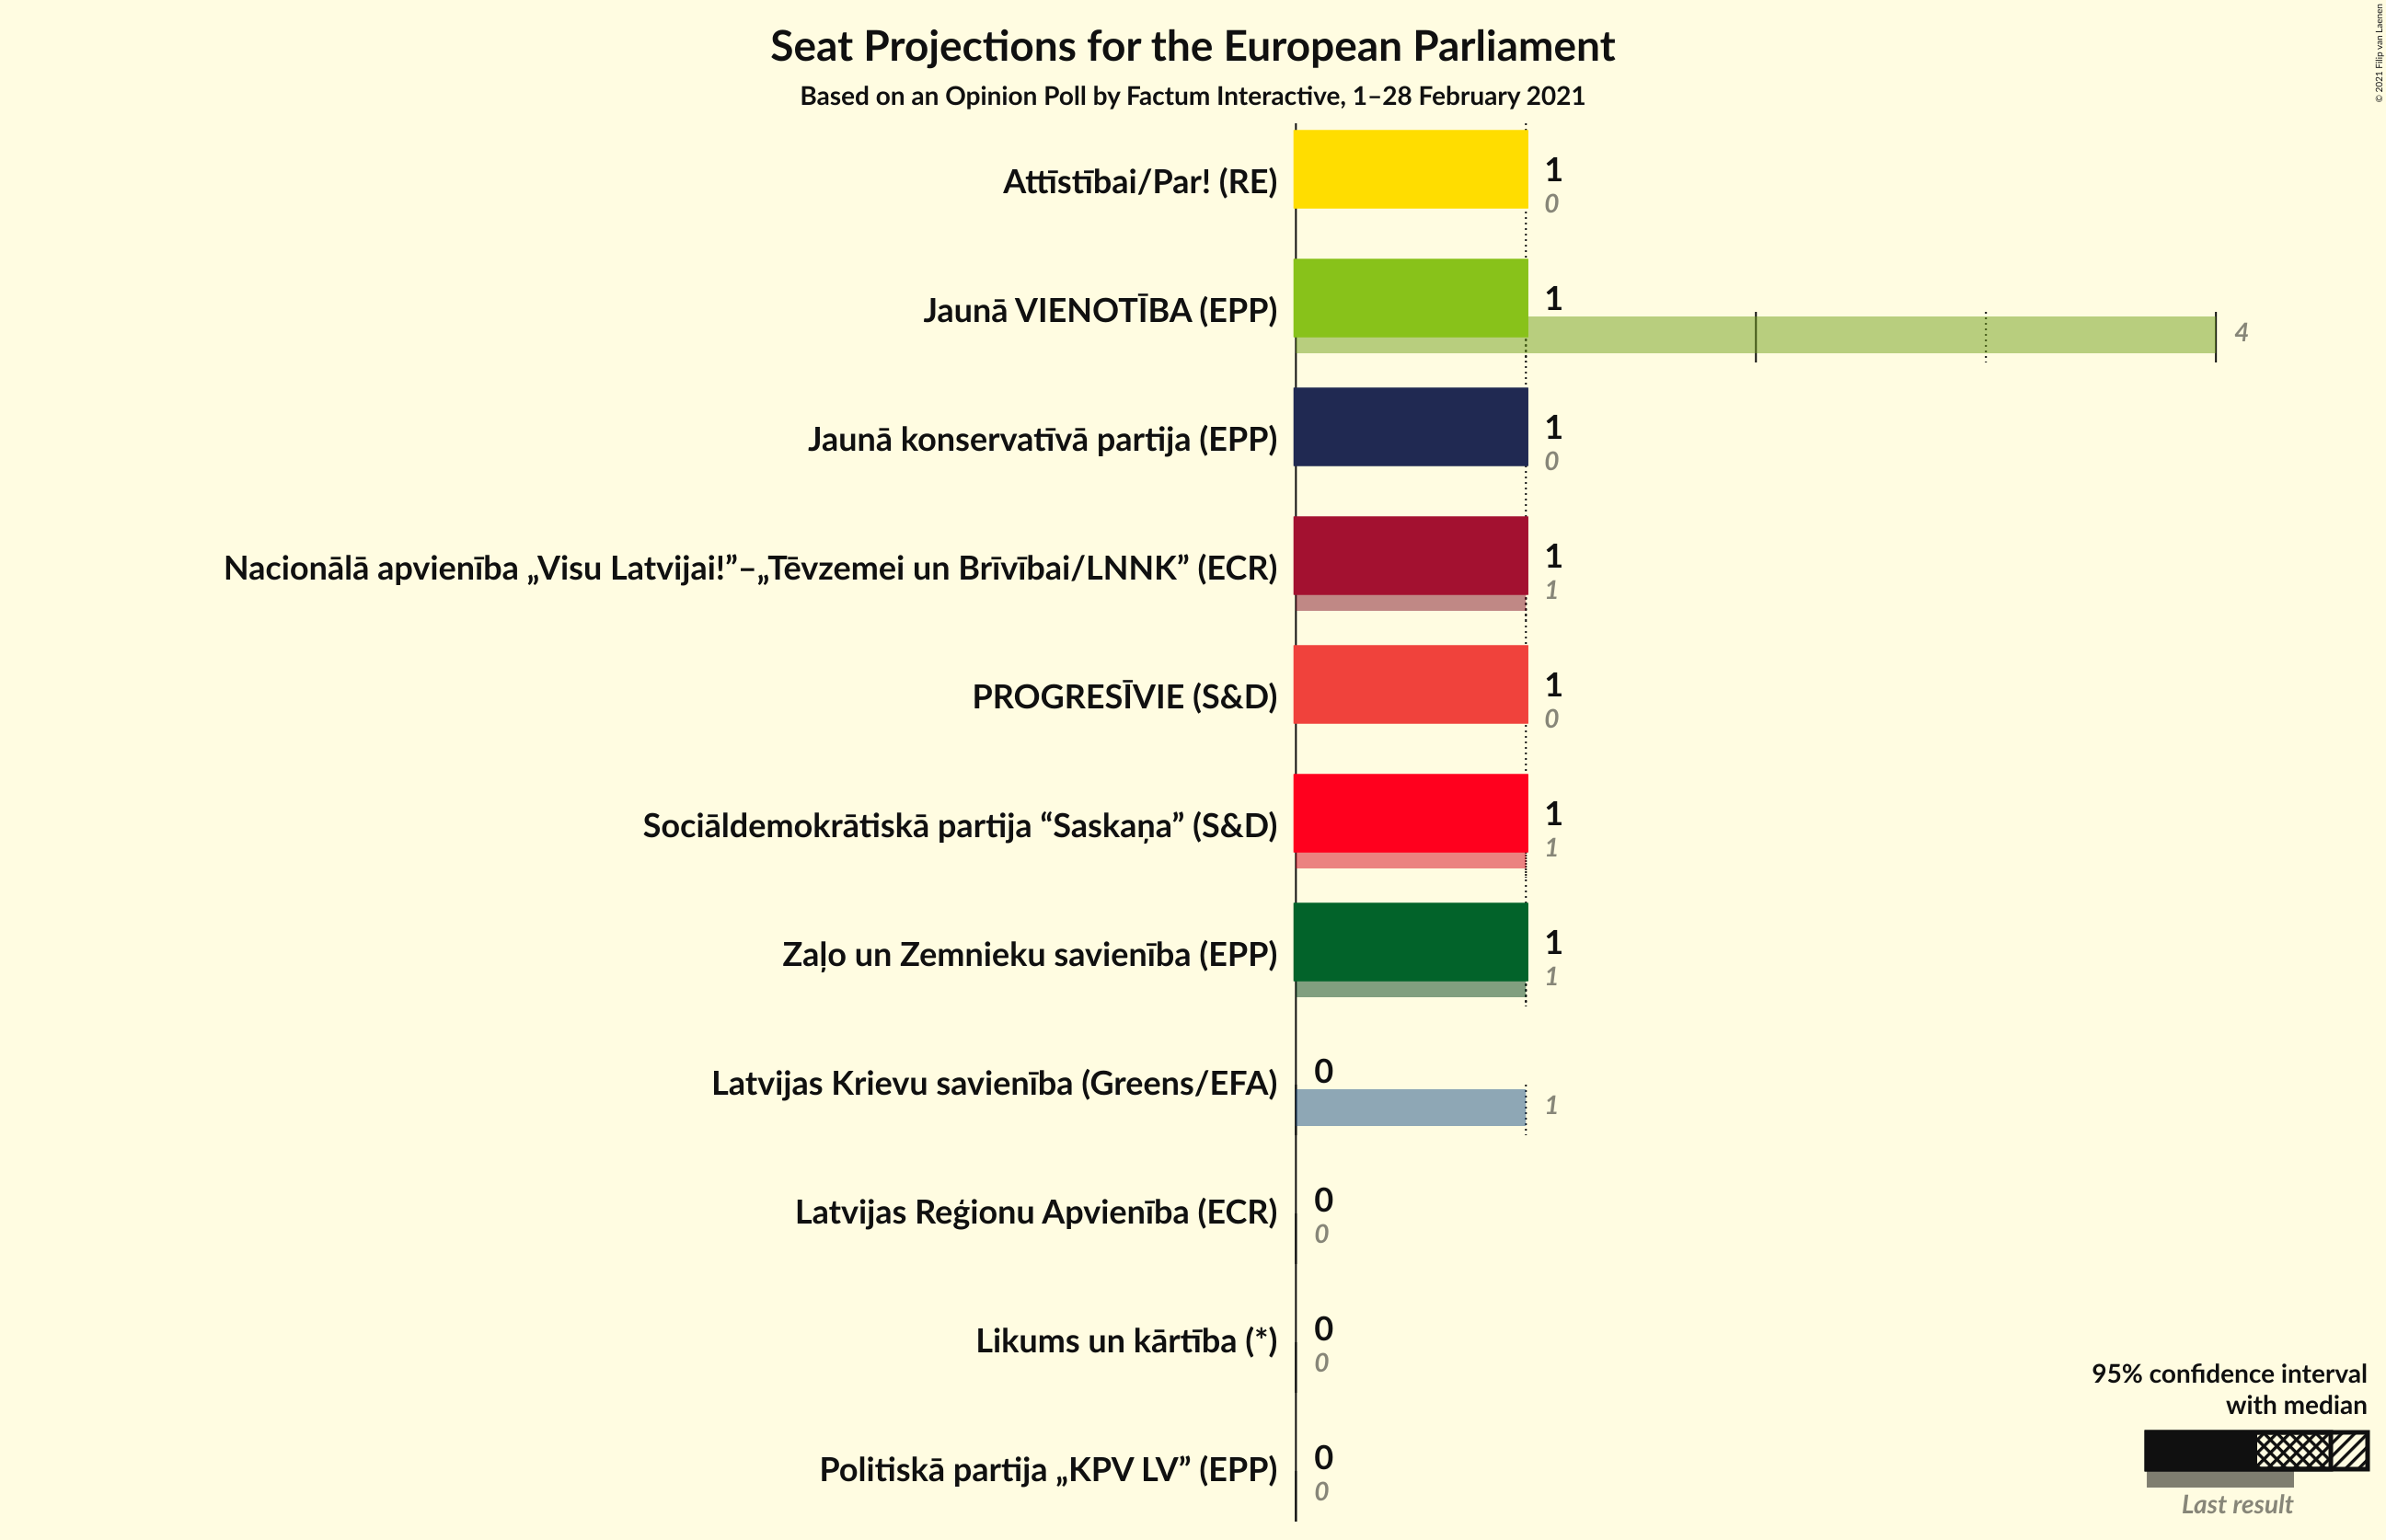 Seat Projections for the European Parliament
Based on an Opinion Poll by Factum Interactive, 1–28 February 2021
© 2021 Filip van Laenen
Attīstībai/Par! (RE)
1
0
Jaunā VIENOTĪBA (EPP)
1
4
Jaunā konservatīvā partija (EPP)
1
0
Nacionālā apvienība „Visu Latvijai!”–„Tēvzemei un Brīvībai/LNNK” (ECR)
1
1
PROGRESĪVIE (S&D)
1
0
Sociāldemokrātiskā partija “Saskaņa” (S&D)
1
1
Zaļo un Zemnieku savienība (EPP)
1
1
Latvijas Krievu savienība (Greens/EFA)
0
1
Latvijas Reģionu Apvienība (ECR)
0
0
Likums un kārtība (*)
0
0
Politiskā partija „KPV LV” (EPP)
0
0
95% confidence interval
with median
Last result